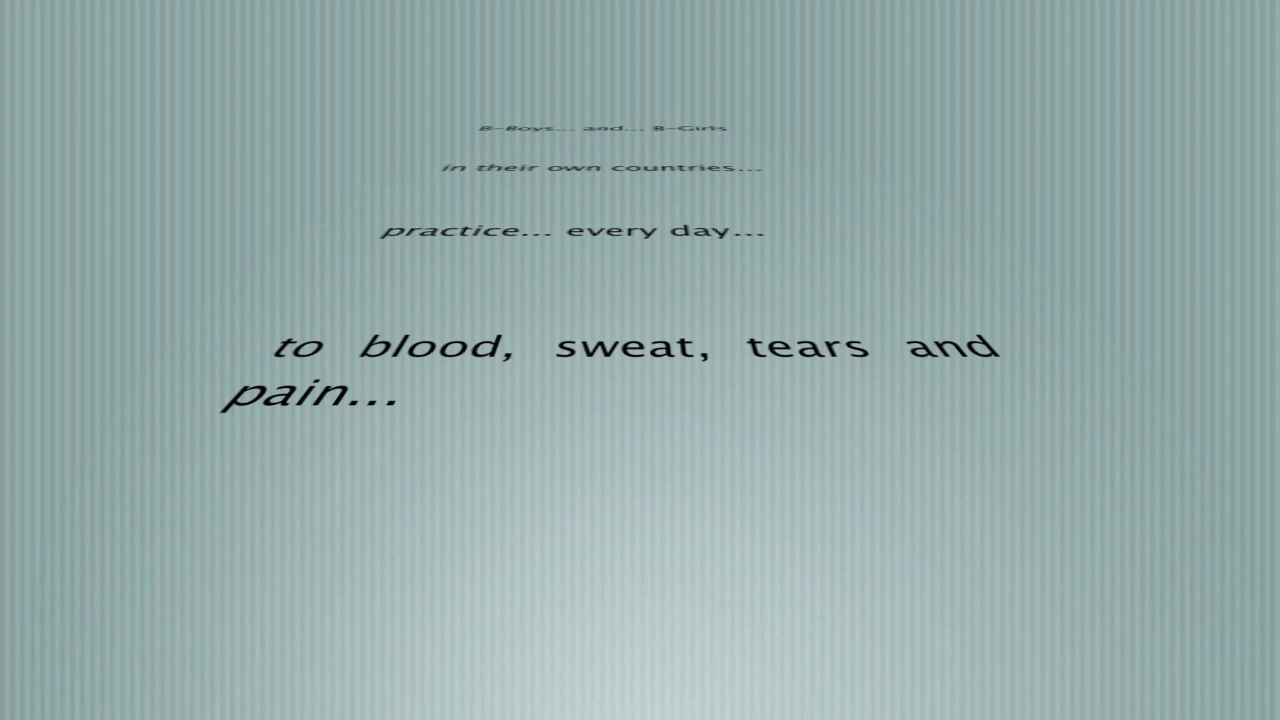 B-Boys... and... B-Girls
in their own countries...
practice... every day...
to blood, sweat, tears and
pain...